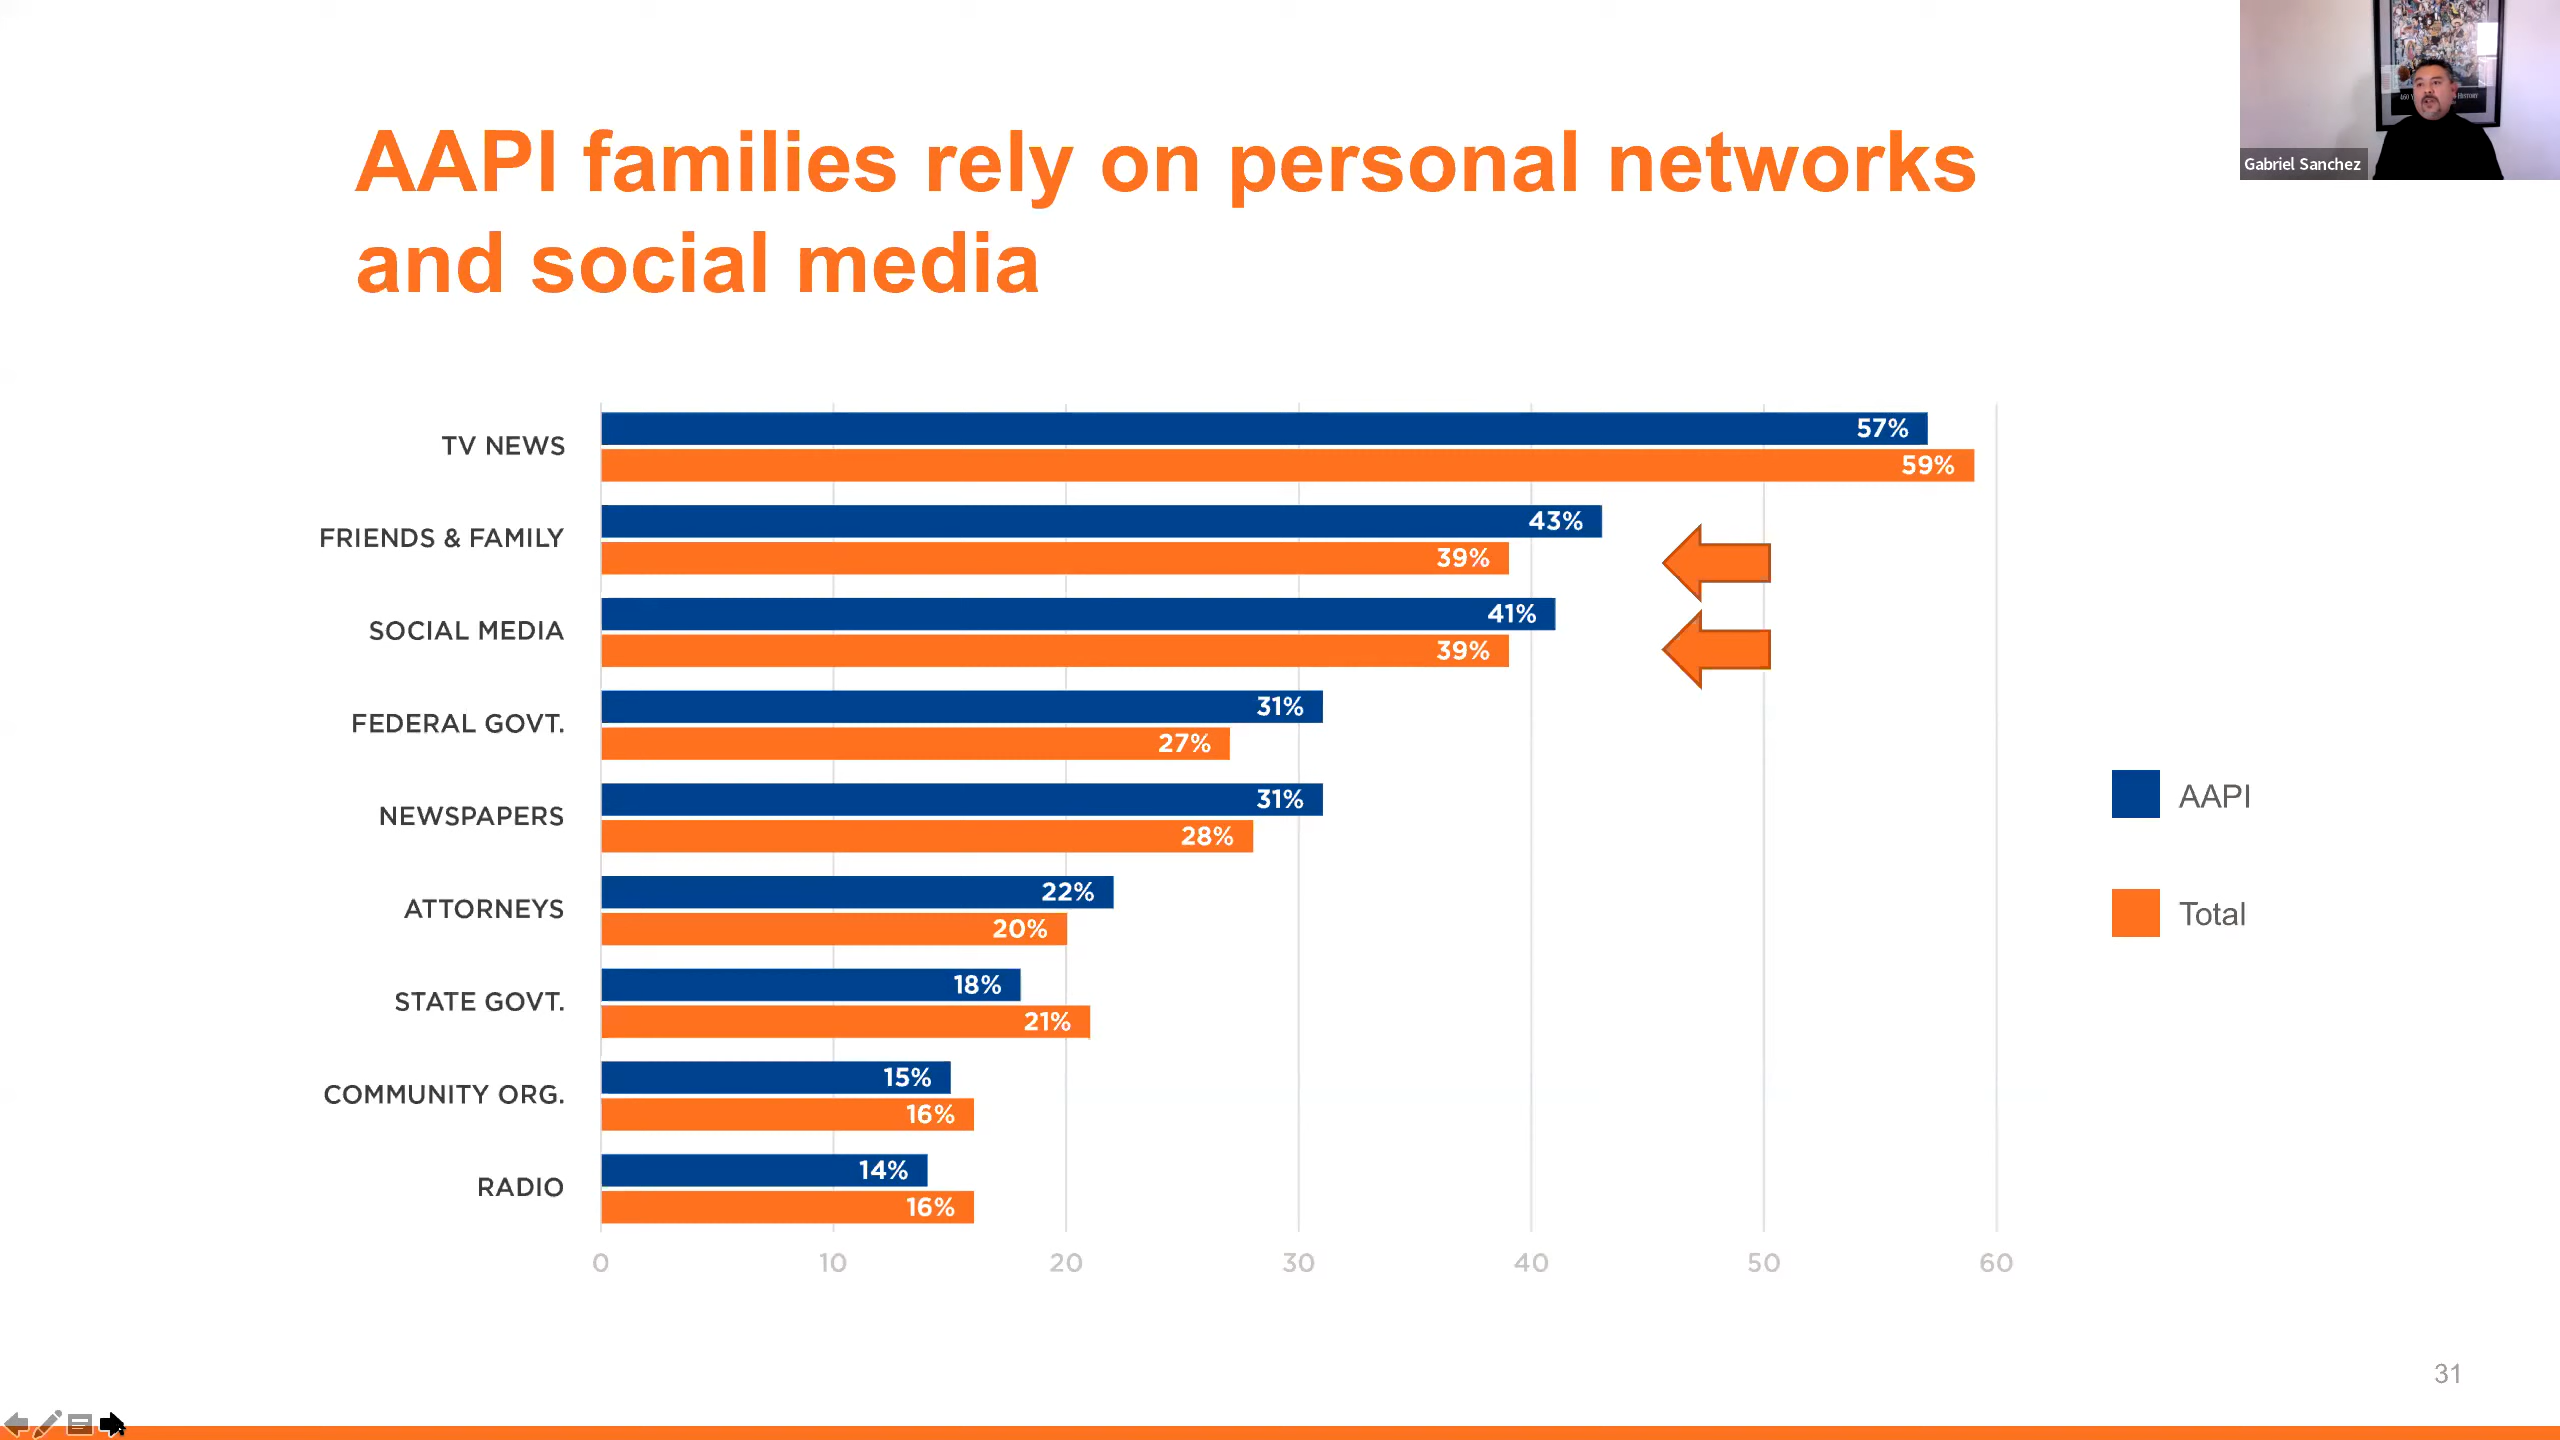 AAPI families rely on personal networks
and social media
Gabriel Sanchez
TV NEWS
57%
59%
FRIENDS & FAMILY
43%
39%
SOCIAL MEDIA
41%
39%
FEDERAL GOVT.
31%
27%
NEWSPAPERS
31%
28%
ATTORNEYS
22%
20%
STATE GOVT.
18%
21%
COMMUNITY ORG.
15%
16%
RADIO
14%
16%
0 10 20 30 40 50 60
AAPI
Total
31